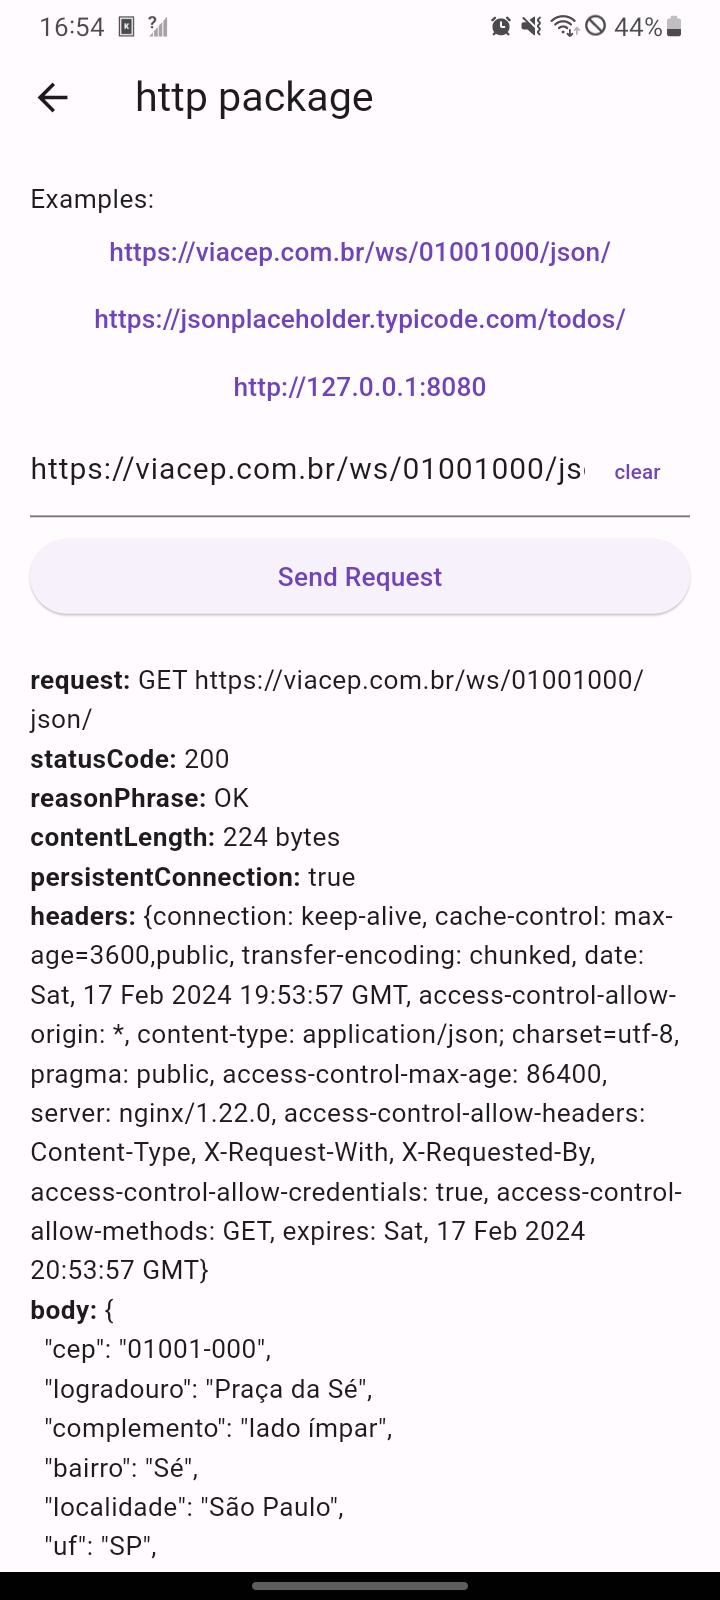 16:54
44%
http package
Examples:
https://viacep.com.br/ws/01001000/json/
https://jsonplaceholder.typicode.com/todos/
http://127.0.0.1:8080
https://viacep.com.br/ws/01001000/js
clear
Send Request
request: GET https://viacep.com.br/ws/01001000/
json/
statusCode: 200
reasonPhrase: OK
contentLength: 224 bytes
persistentConnection: true
headers: {connection: keep-alive, cache-control: max-
age=3600,public, transfer-encoding: chunked, date:
Sat, 17 Feb 2024 19:53:57 GMT, access-control-allow-
origin: *, content-type: application/json; charset=utf-8,
pragma: public, access-control-max-age: 86400,
server: nginx/1.22.0, access-control-allow-headers:
Content-Type, X-Request-With, X-Requested-By,
access-control-allow-credentials: true, access-control-
allow-methods: GET, expires: Sat, 17 Feb 2024
20:53:57 GMT}
body: {
"cep": "01001-000",
"logradouro": "Praça da Sé",
"complemento": "lado ímpar",
"bairro": "Sé",
"localidade": "São Paulo",
"uf": "SP",